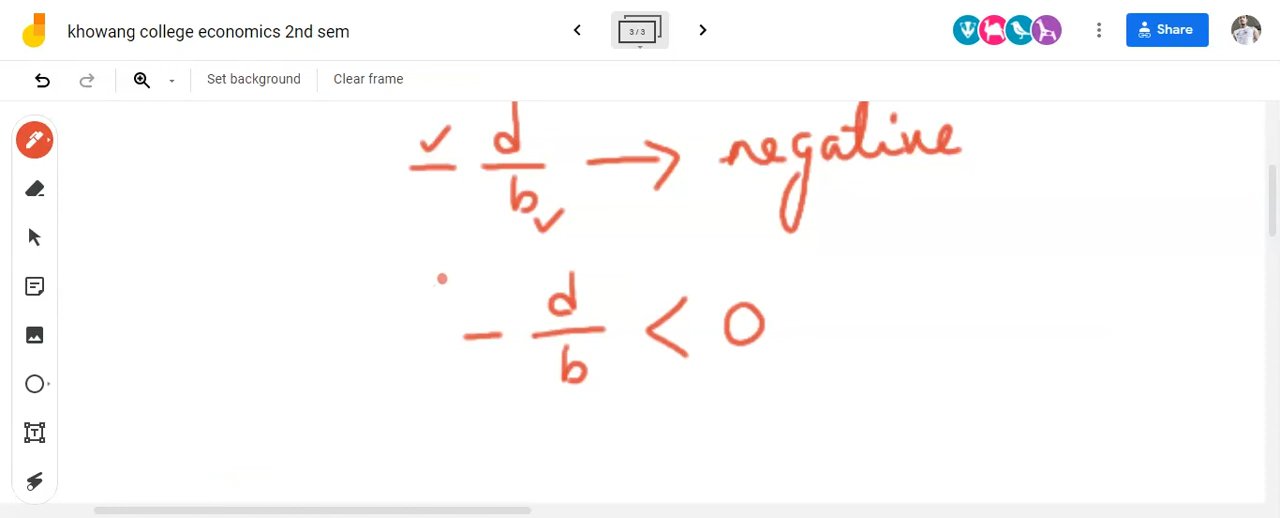 khowang college economics 2nd sem
3 / 3
Share
Set background
Clear frame
- d/b → negative
- d/b < 0